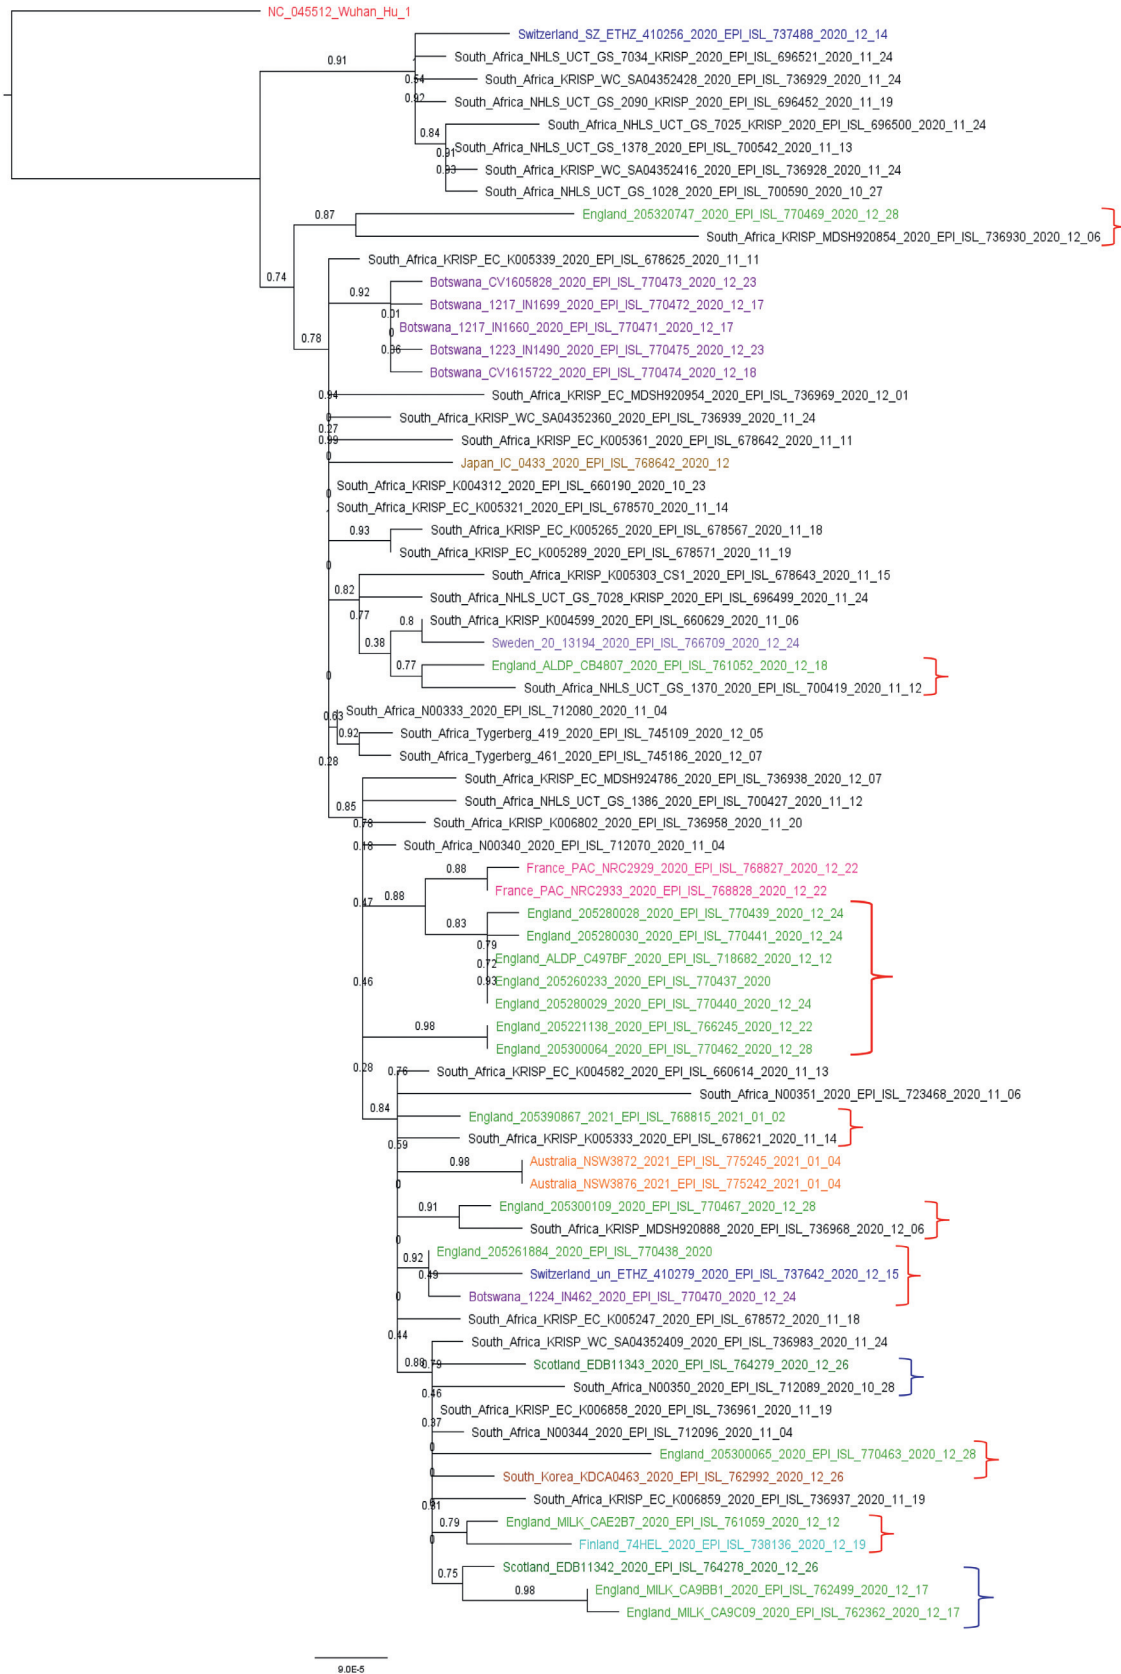 NC_045512_Wuhan_Hu_1
Switzerland_SZ_ETHZ_410256_2020_EPI_ISL_737488_2020_12_14
South_Africa_NHLS_UCT_GS_7034_KRISP_2020_EPI_ISL_696521_2020_11_24
0.91
South_Africa_KRISP_WC_SA04352428_2020_EPI_ISL_736929_2020_11_24
0.64
South_Africa_NHLS_UCT_GS_2090_KRISP_2020_EPI_ISL_696452_2020_11_19
0.92
South_Africa_NHLS_UCT_GS_7025_KRISP_2020_EPI_ISL_696500_2020_11_24
0.84
South_Africa_NHLS_UCT_GS_1378_2020_EPI_ISL_700542_2020_11_13
0.91
South_Africa_KRISP_WC_SA04352416_2020_EPI_ISL_736928_2020_11_24
0.93
South_Africa_NHLS_UCT_GS_1028_2020_EPI_ISL_700590_2020_10_27
0.87
England_205320747_2020_EPI_ISL_770469_2020_12_28
South_Africa_KRISP_MDSH920854_2020_EPI_ISL_736930_2020_12_06
South_Africa_KRISP_EC_K005339_2020_EPI_ISL_678625_2020_11_11
0.74
Botswana_CV1605828_2020_EPI_ISL_770473_2020_12_23
0.92
Botswana_1217_IN1699_2020_EPI_ISL_770472_2020_12_17
0.01
Botswana_1217_IN1660_2020_EPI_ISL_770471_2020_12_17
0
0.78
Botswana_1223_IN1490_2020_EPI_ISL_770475_2020_12_23
0.36
Botswana_CV1615722_2020_EPI_ISL_770474_2020_12_18
0.94
South_Africa_KRISP_EC_MDSH920954_2020_EPI_ISL_736969_2020_12_01
0
South_Africa_KRISP_WC_SA04352360_2020_EPI_ISL_736939_2020_11_24
0.27
0.99
South_Africa_KRISP_EC_K005361_2020_EPI_ISL_678642_2020_11_11
0
Japan_IC_0433_2020_EPI_ISL_768642_2020_12
South_Africa_KRISP_K004312_2020_EPI_ISL_660190_2020_10_23
0
South_Africa_KRISP_EC_K005321_2020_EPI_ISL_678570_2020_11_14
0.93
South_Africa_KRISP_EC_K005265_2020_EPI_ISL_678567_2020_11_18
South_Africa_KRISP_EC_K005289_2020_EPI_ISL_678571_2020_11_19
0
South_Africa_KRISP_K005303_CS1_2020_EPI_ISL_678643_2020_11_15
0.82
South_Africa_NHLS_UCT_GS_7028_KRISP_2020_EPI_ISL_696499_2020_11_24
0.77
0.8
South_Africa_KRISP_K004599_2020_EPI_ISL_660629_2020_11_06
0.38
Sweden_20_13194_2020_EPI_ISL_766709_2020_12_24
0.77
England_ALDP_CB4807_2020_EPI_ISL_761052_2020_12_18
0
South_Africa_NHLS_UCT_GS_1370_2020_EPI_ISL_700419_2020_11_12
South_Africa_N00333_2020_EPI_ISL_712080_2020_11_04
0.63
0.92
South_Africa_Tygerberg_419_2020_EPI_ISL_745109_2020_12_05
South_Africa_Tygerberg_461_2020_EPI_ISL_745186_2020_12_07
0.28
South_Africa_KRISP_EC_MDSH924786_2020_EPI_ISL_736938_2020_12_07
South_Africa_NHLS_UCT_GS_1386_2020_EPI_ISL_700427_2020_11_12
0.85
South_Africa_KRISP_K006802_2020_EPI_ISL_736958_2020_11_20
0.78
South_Africa_N00340_2020_EPI_ISL_712070_2020_11_04
0.18
0.88
France_PAC_NRC2929_2020_EPI_ISL_768827_2020_12_22
France_PAC_NRC2933_2020_EPI_ISL_768828_2020_12_22
0.88
0.47
England_205280028_2020_EPI_ISL_770439_2020_12_24
0.83
England_205280030_2020_EPI_ISL_770441_2020_12_24
0.79
England_ALDP_C497BF_2020_EPI_ISL_718682_2020_12_12
0.72
England_205260233_2020_EPI_ISL_770437_2020
0.93
0.46
England_205280029_2020_EPI_ISL_770440_2020_12_24
0.98
England_205221138_2020_EPI_ISL_766245_2020_12_22
England_205300064_2020_EPI_ISL_770462_2020_12_28
0.28
0.76
South_Africa_KRISP_EC_K004582_2020_EPI_ISL_660614_2020_11_13
South_Africa_N00351_2020_EPI_ISL_723468_2020_11_06
0.84
England_205390867_2021_EPI_ISL_768815_2021_01_02
South_Africa_KRISP_K005333_2020_EPI_ISL_678621_2020_11_14
0.59
0.98
Australia_NSW3872_2021_EPI_ISL_775245_2021_01_04
Australia_NSW3876_2021_EPI_ISL_775242_2021_01_04
0
0.91
England_205300109_2020_EPI_ISL_770467_2020_12_28
South_Africa_KRISP_MDSH920888_2020_EPI_ISL_736968_2020_12_06
0
England_205261884_2020_EPI_ISL_770438_2020
0.92
Switzerland_un_ETHZ_410279_2020_EPI_ISL_737642_2020_12_15
0.49
Botswana_1224_IN462_2020_EPI_ISL_770470_2020_12_24
0
South_Africa_KRISP_EC_K005247_2020_EPI_ISL_678572_2020_11_18
0.44
South_Africa_KRISP_WC_SA04352409_2020_EPI_ISL_736983_2020_11_24
0.88
0.79
Scotland_EDB11343_2020_EPI_ISL_764279_2020_12_26
South_Africa_N00350_2020_EPI_ISL_712089_2020_10_28
0.46
South_Africa_KRISP_EC_K006858_2020_EPI_ISL_736961_2020_11_19
0.37
South_Africa_N00344_2020_EPI_ISL_712096_2020_11_04
0
England_205300065_2020_EPI_ISL_770463_2020_12_28
0
South_Korea_KDCA0463_2020_EPI_ISL_762992_2020_12_26
South_Africa_KRISP_EC_K006859_2020_EPI_ISL_736937_2020_11_19
0.79
England_MILK_CAE2B7_2020_EPI_ISL_761059_2020_12_12
0
Finland_74HEL_2020_EPI_ISL_738136_2020_12_19
Scotland_EDB11342_2020_EPI_ISL_764278_2020_12_26
0.75
0.98
England_MILK_CA9BB1_2020_EPI_ISL_762499_2020_12_17
England_MILK_CA9C09_2020_EPI_ISL_762362_2020_12_17
9.0E-5